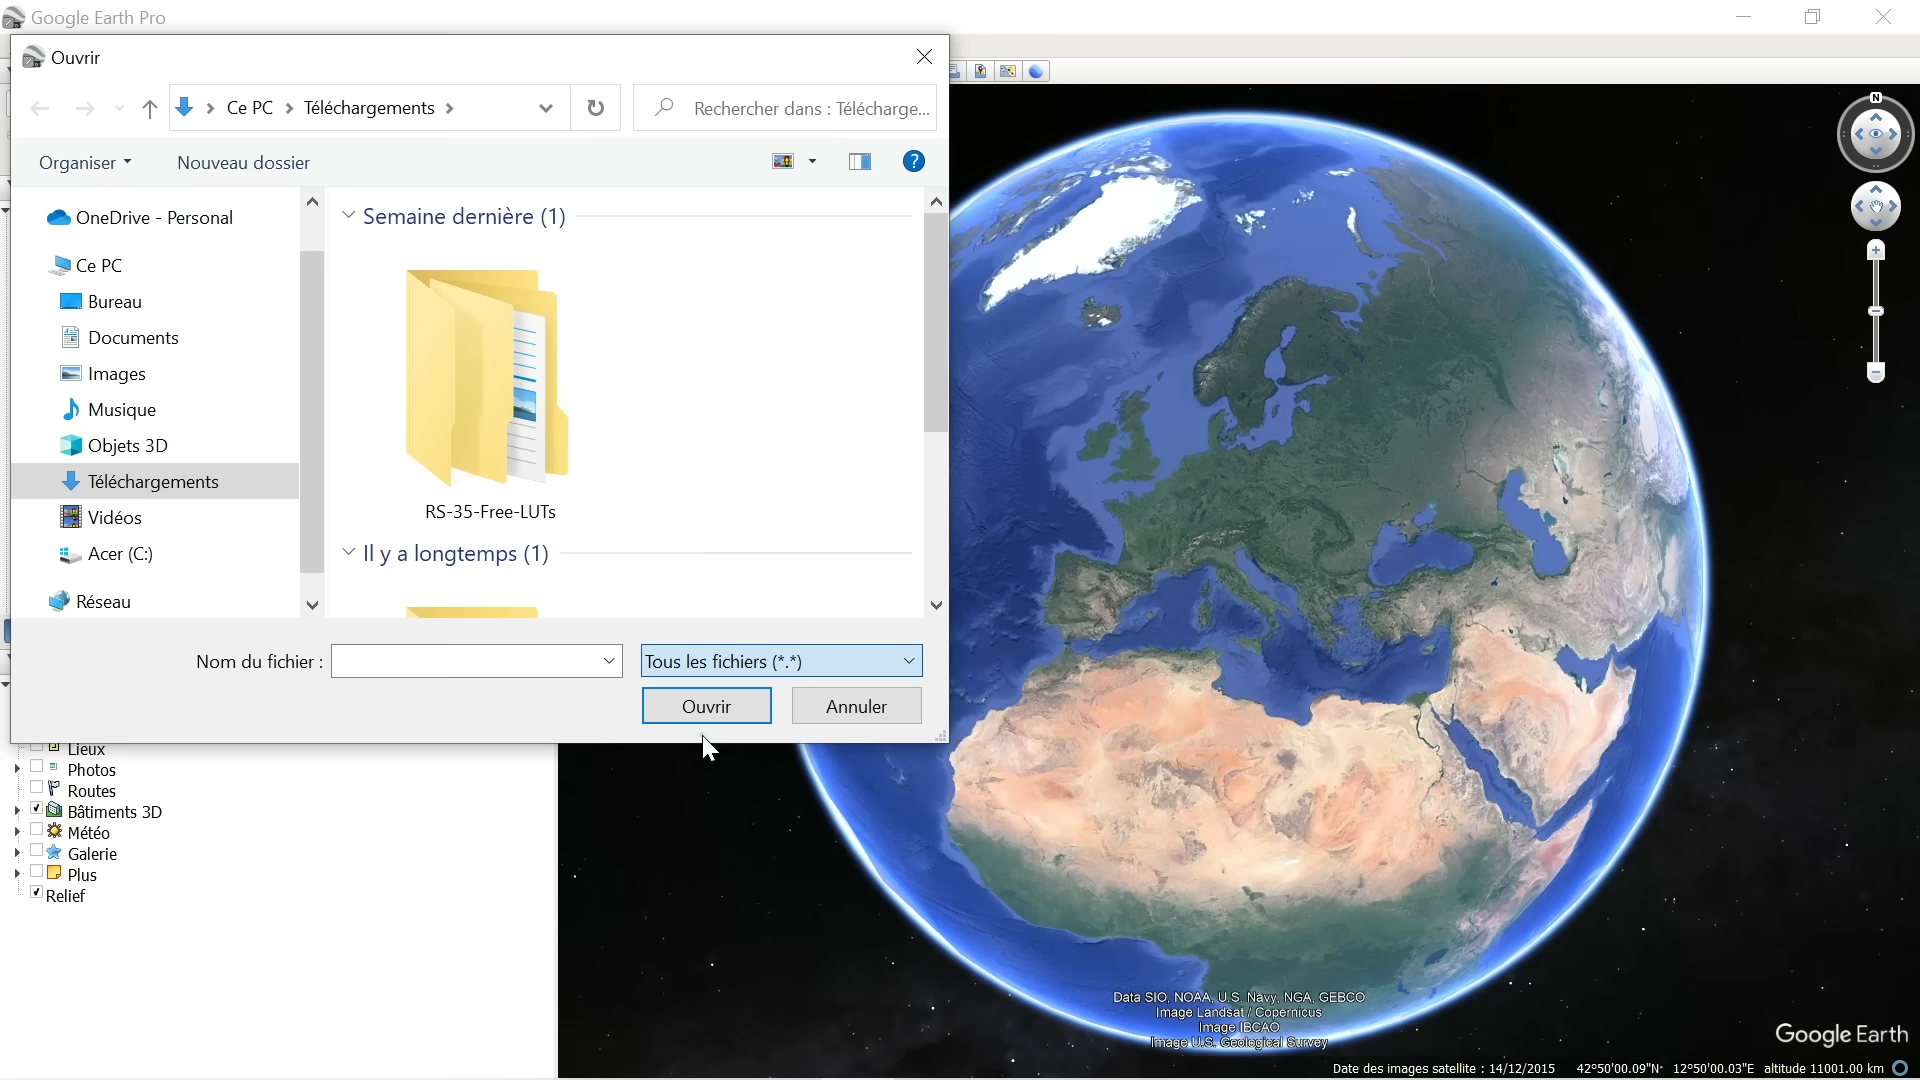 Google Earth Pro
Ouvrir
Ce PC
Téléchargements
Rechercher dans : Télécharge...
Organiser
Nouveau dossier
OneDrive - Personal
Ce PC
Bureau
Documents
Images
Musique
Objets 3D
Téléchargements
Vidéos
Acer (C:)
Réseau
Semaine dernière (1)
RS-35-Free-LUTs
Il y a longtemps (1)
Nom du fichier :
Tous les fichiers (*.*)
Ouvrir
Annuler
Lieux
Photos
Routes
Bâtiments 3D
Météo
Galerie
Plus
Relief
N
Data SIO, NOAA, U.S. Navy, NGA, GEBCO
Image Landsat / Copernicus
Image IBCAO
Image U.S. Geological Survey
Google Earth
Date des images satellite : 14/12/2015 42°50'00.09"N 12°50'00.03"E altitude 11001.00 km